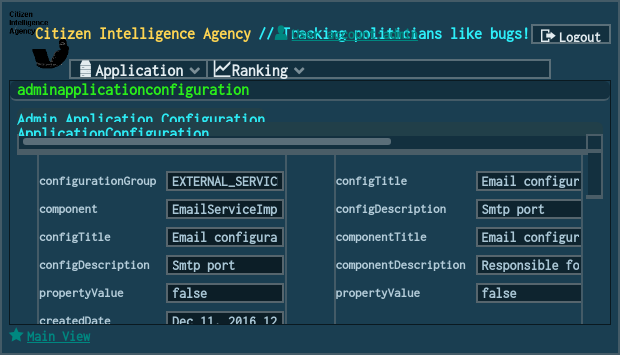 Citizen
Intelligence
Agency
Citizen Intelligence Agency // Tracking politicians like bugs!
Logout
Application Ranking
adminapplicationconfiguration
Admin Application Configuration
ApplicationConfiguration
configurationGroup EXTERNAL_SERVIC
configTitle Email configur
component EmailServiceImp
configDescription Smtp port
configTitle Email configura
componentTitle Email configur
configDescription Smtp port
componentDescription Responsible fo
propertyValue false
propertyValue false
createdDate Dec 11, 2016 12
Main View